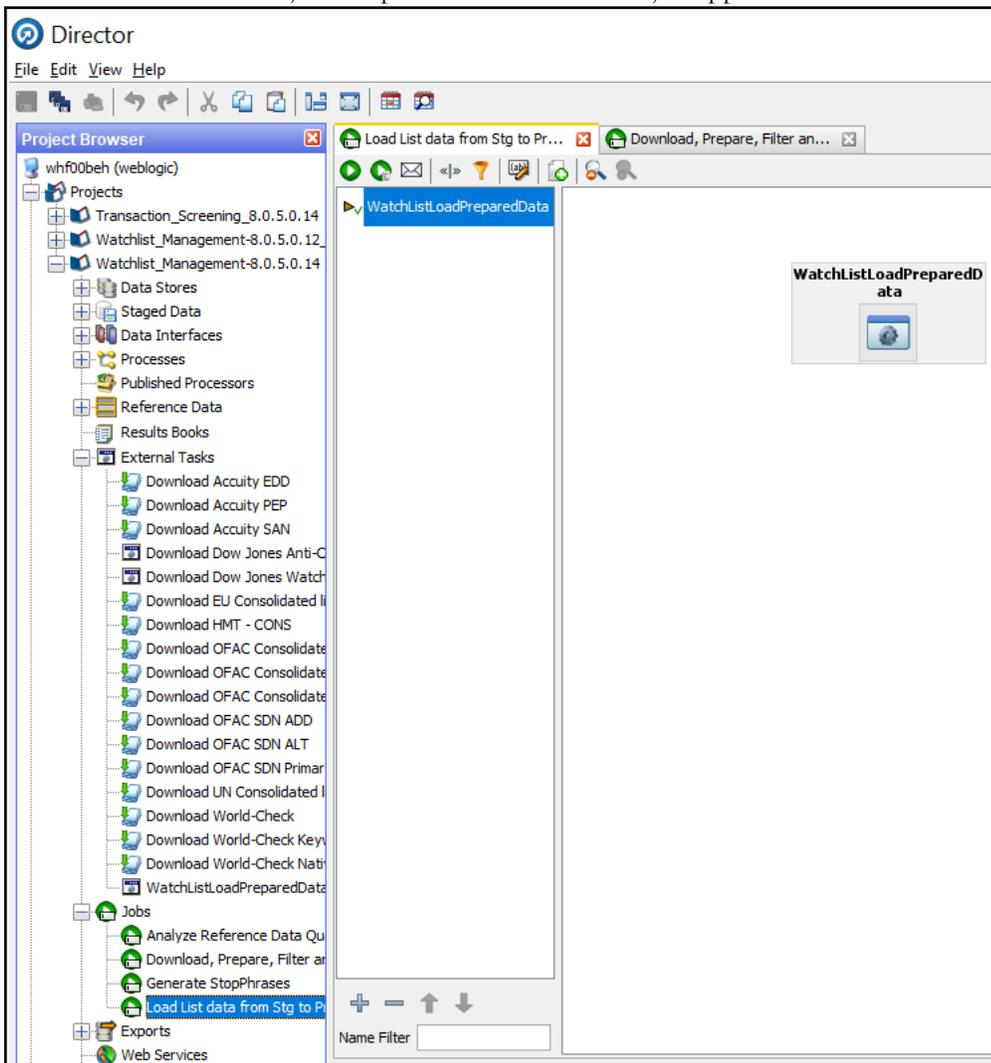 Director
File Edit View Help
Project Browser
Load List data from Stg to Pr...
Download, Prepare, Filter an...
whf00beh (weblogic)
Projects
Transaction_Screening_8.0.5.0.14
Watchlist_Management-8.0.5.0.12_
Watchlist_Management-8.0.5.0.14
Data Stores
Staged Data
Data Interfaces
Processes
Published Processors
Reference Data
Results Books
External Tasks
Download Accuity EDD
Download Accuity PEP
Download Accuity SAN
Download Dow Jones Anti-C
Download Dow Jones Watch
Download EU Consolidated li
Download HMT - CONS
Download OFAC Consolidate
Download OFAC Consolidate
Download OFAC Consolidate
Download OFAC SDN ADD
Download OFAC SDN ALT
Download OFAC SDN Primar
Download UN Consolidated l
Download World-Check
Download World-Check Keyw
Download World-Check Nativ
WatchListLoadPreparedData
Jobs
Analyze Reference Data Qu
Download, Prepare, Filter an
Generate StopPhrases
Load List data from Stg to Pr
Exports
Web Services
WatchListLoadPreparedData
Name Filter
WatchListLoadPreparedD
ata